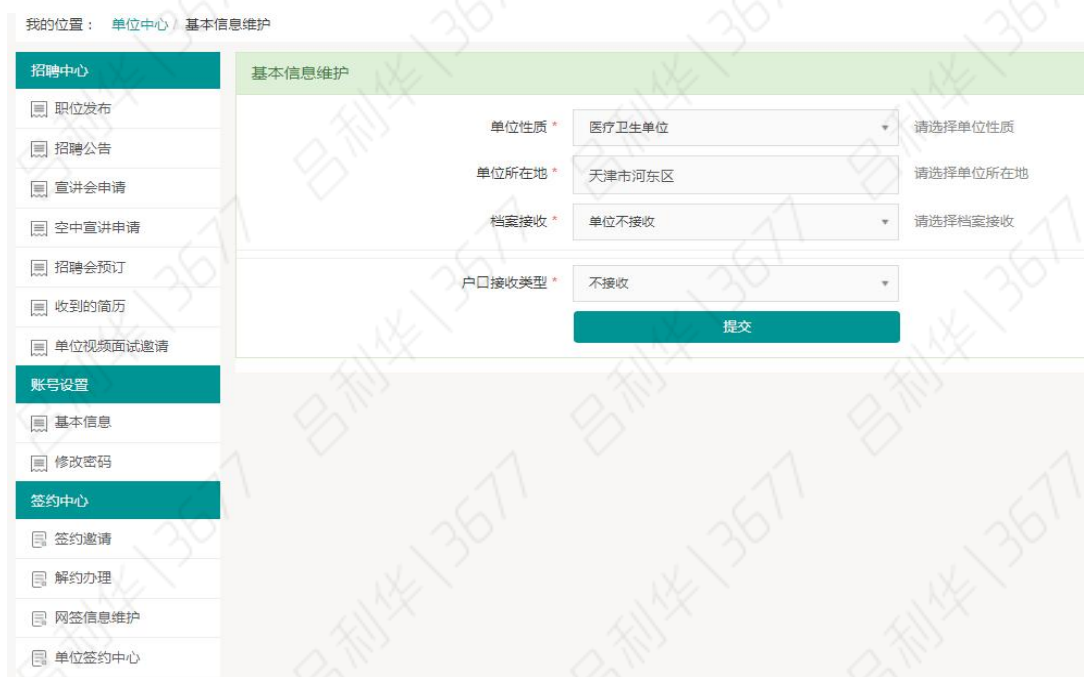 我的位置： 单位中心 / 基本信息维护
招聘中心
职位发布
招聘公告
宣讲会申请
空中宣讲申请
招聘会预订
收到的简历
单位视频面试邀请
账号设置
基本信息
修改密码
签约中心
签约邀请
解约办理
网签信息维护
单位签约中心
基本信息维护
单位性质 * 医疗卫生单位 请选择单位性质
单位所在地 * 天津市河东区 请选择单位所在地
档案接收 * 单位不接收 请选择档案接收
户口接收类型 * 不接收
提交
吕利华 13677